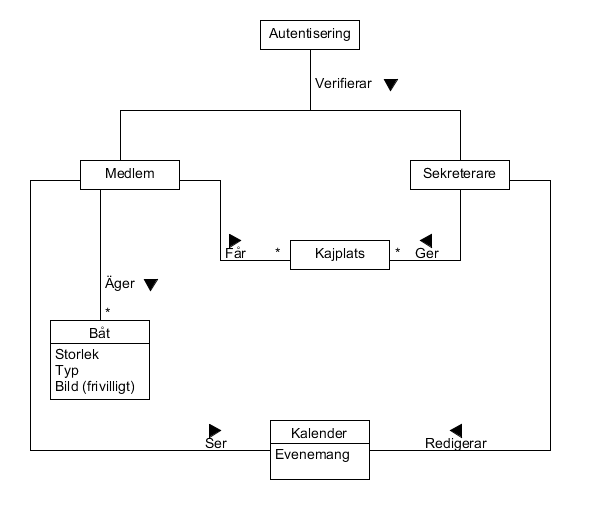 Autentisering
Verifierar
Medlem
Sekreterare
Får
*
Kajplats
*
Ger
Äger
*
Båt
Storlek
Typ
Bild (frivilligt)
Kalender
Evenemang
Ser
Redigerar